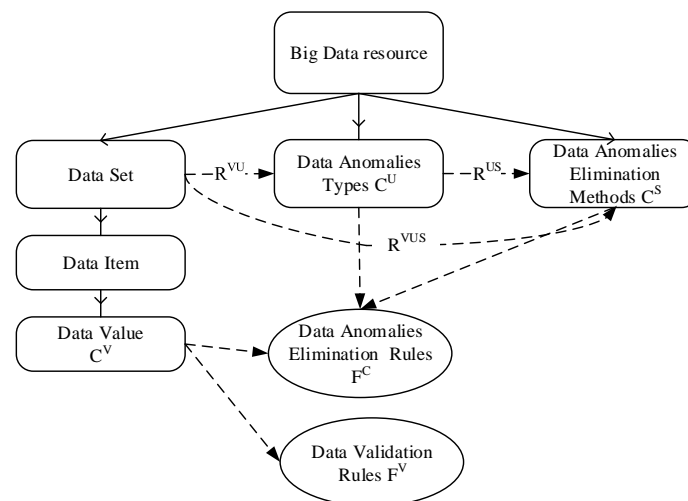 Big Data resource
Data Set
R^VU
Data Anomalies
Types C^U
R^US
Data Anomalies
Elimination
Methods C^S
R^VUS
Data Item
Data Value
C^V
Data Anomalies
Elimination Rules
F^C
Data Validation
Rules F^V